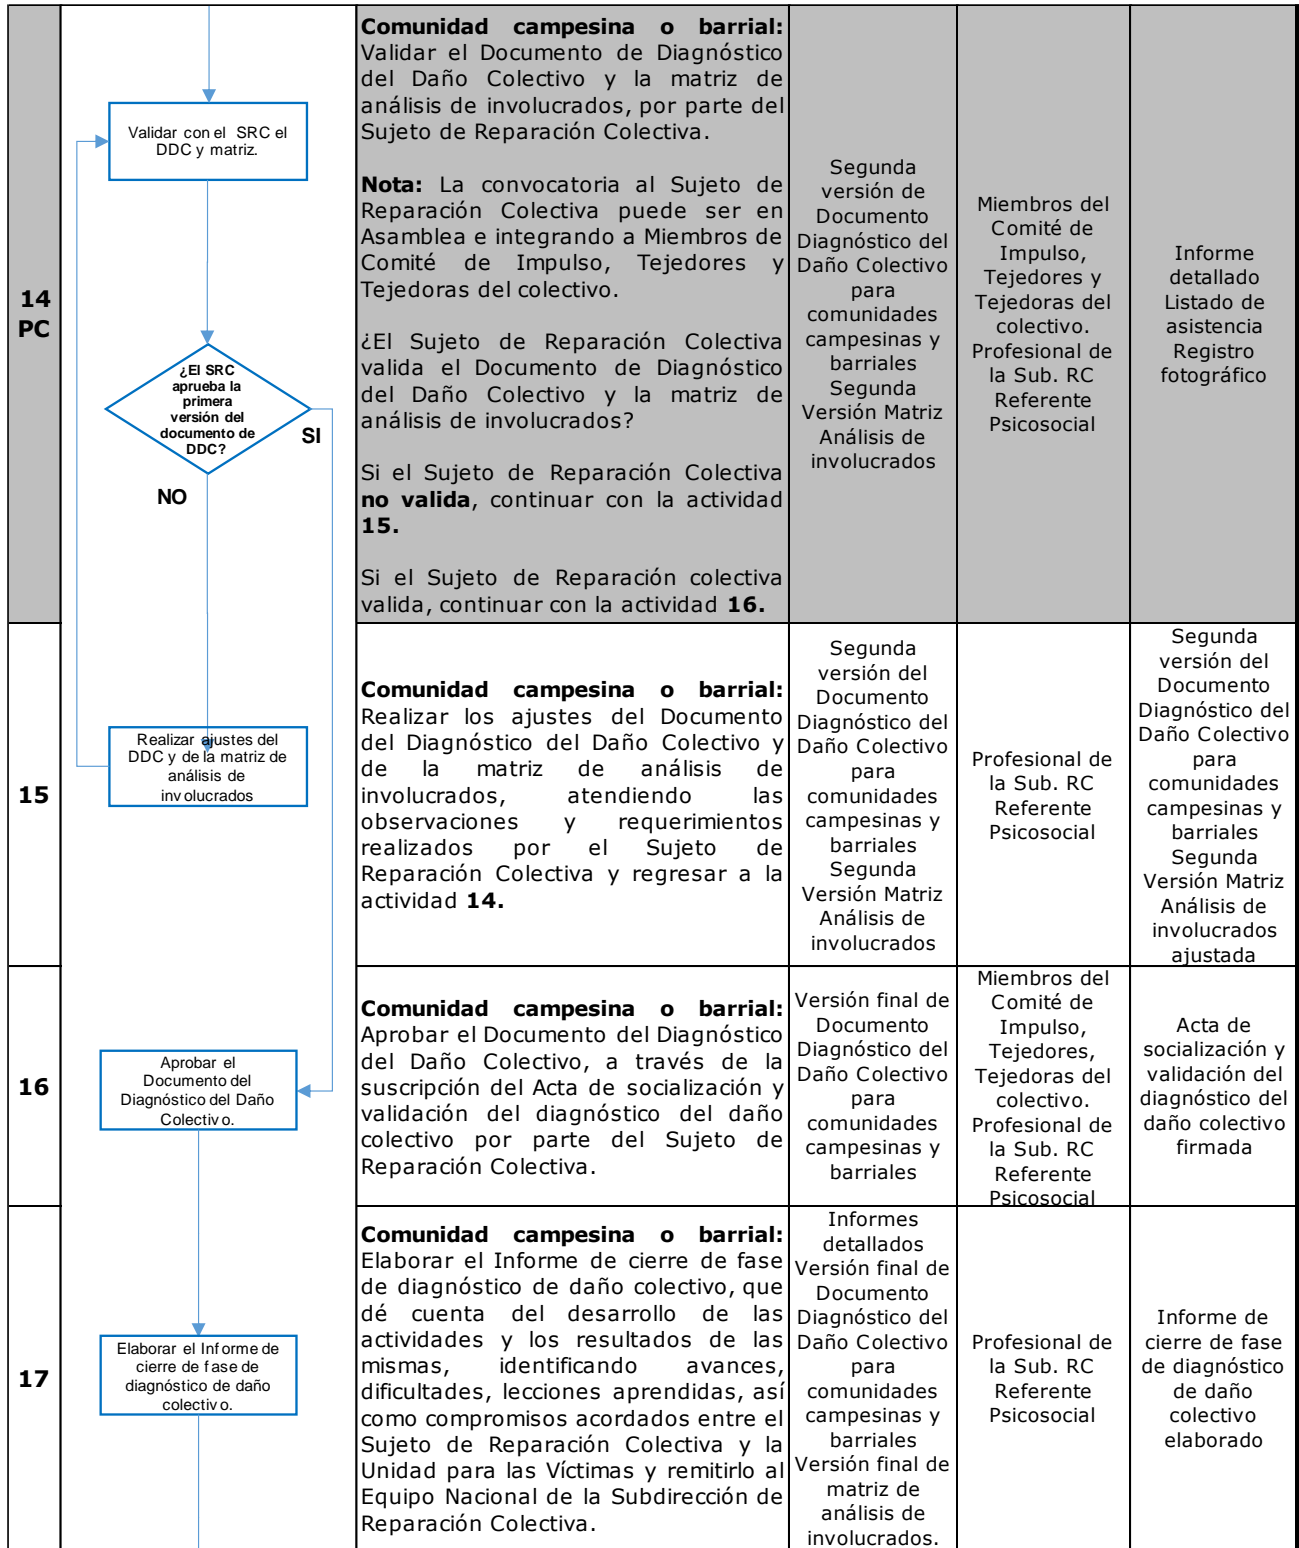 14
PC
Validar con el SRC el
DDC y matriz.
¿El SRC
aprueba la
primera
versión del
documento de
DDC?
SI
NO
Comunidad campesina o barrial:
Validar el Documento de Diagnóstico
del Daño Colectivo y la matriz de
análisis de involucrados, por parte del
Sujeto de Reparación Colectiva.
Nota: La convocatoria al Sujeto de
Reparación Colectiva puede ser en
Asamblea e integrando a Miembros de
Comité de Impulso, Tejedores y
Tejedoras del colectivo.
¿El Sujeto de Reparación Colectiva
valida el Documento de Diagnóstico
del Daño Colectivo y la matriz de
análisis de involucrados?
Si el Sujeto de Reparación Colectiva
no valida, continuar con la actividad
15.
Si el Sujeto de Reparación colectiva
valida, continuar con la actividad 16.
Segunda
versión de
Documento
Diagnóstico del
Daño Colectivo
para
comunidades
campesinas y
barriales
Segunda
Versión Matriz
Análisis de
involucrados
Miembros del
Comité de
Impulso,
Tejedores y
Tejedoras del
colectivo.
Profesional de
la Sub. RC
Referente
Psicosocial
Informe
detallado
Listado de
asistencia
Registro
fotográfico
15
Realizar ajustes del
DDC y de la matriz de
análisis de
involucrados
Comunidad campesina o barrial:
Realizar los ajustes del Documento
del Diagnóstico del Daño Colectivo y
de la matriz de análisis de
involucrados, atendiendo las
observaciones y requerimientos
realizados por el Sujeto de
Reparación Colectiva y regresar a la
actividad 14.
Segunda
versión del
Documento
Diagnóstico del
Daño Colectivo
para
comunidades
campesinas y
barriales
Segunda
Versión Matriz
Análisis de
involucrados
Profesional de
la Sub. RC
Referente
Psicosocial
Segunda
versión del
Documento
Diagnóstico del
Daño Colectivo
para
comunidades
campesinas y
barriales
Segunda
Versión Matriz
Análisis de
involucrados
ajustada
16
Aprobar el
Documento del
Diagnóstico del Daño
Colectivo.
Comunidad campesina o barrial:
Aprobar el Documento del Diagnóstico
del Daño Colectivo, a través de la
suscripción del Acta de socialización y
validación del diagnóstico del daño
colectivo por parte del Sujeto de
Reparación Colectiva.
Versión final de
Documento
Diagnóstico del
Daño Colectivo
para
comunidades
campesinas y
barriales
Miembros del
Comité de
Impulso,
Tejedores,
Tejedoras del
colectivo.
Profesional de
la Sub. RC
Referente
Psicosocial
Acta de
socialización y
validación del
diagnóstico del
daño colectivo
firmada
17
Elaborar el Informe de
cierre de fase de
diagnóstico de daño
colectivo.
Comunidad campesina o barrial:
Elaborar el Informe de cierre de fase
de diagnóstico de daño colectivo, que
dé cuenta del desarrollo de las
actividades y los resultados de las
mismas, identificando avances,
dificultades, lecciones aprendidas, así
como compromisos acordados entre el
Sujeto de Reparación Colectiva y la
Unidad para las Víctimas y remitirlo al
Equipo Nacional de la Subdirección de
Reparación Colectiva.
Informes
detallados
Versión final de
Documento
Diagnóstico del
Daño Colectivo
para
comunidades
campesinas y
barriales
Versión final de
matriz de
análisis de
involucrados.
Profesional de
la Sub. RC
Referente
Psicosocial
Informe de
cierre de fase
de diagnóstico
de daño
colectivo
elaborado